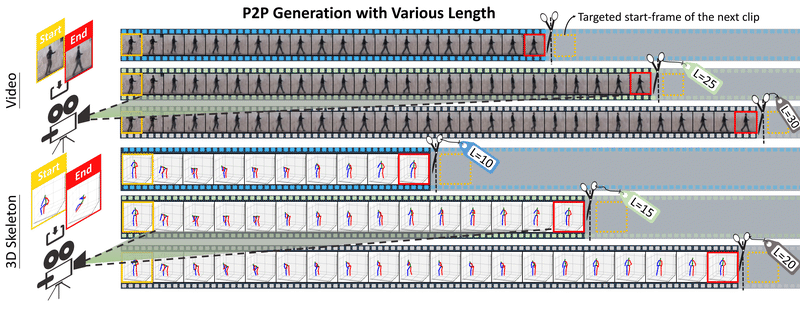 P2P Generation with Various Length
Targeted start-frame of the next clip
Start
End
Video
L=25
L=30
Start
End
3D Skeleton
L=10
L=15
L=20